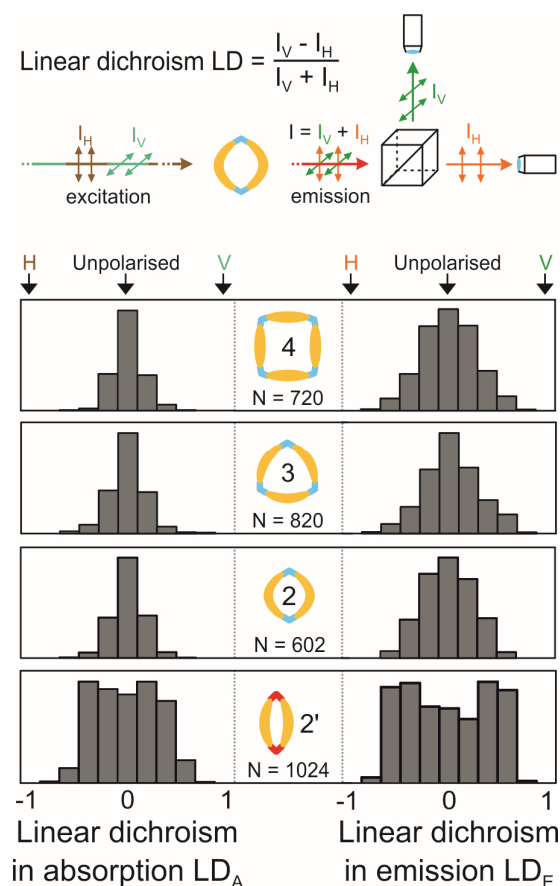 Linear dichroism LD = (I_V - I_H) / (I_V + I_H)
I_V
I_H I_V I = I_V + I_H I_H
excitation emission
H Unpolarised V H Unpolarised V
4
N = 720
3
N = 820
2
N = 602
2'
N = 1024
-1 0 1 -1 0 1
Linear dichroism Linear dichroism
in absorption LD_A in emission LD_E